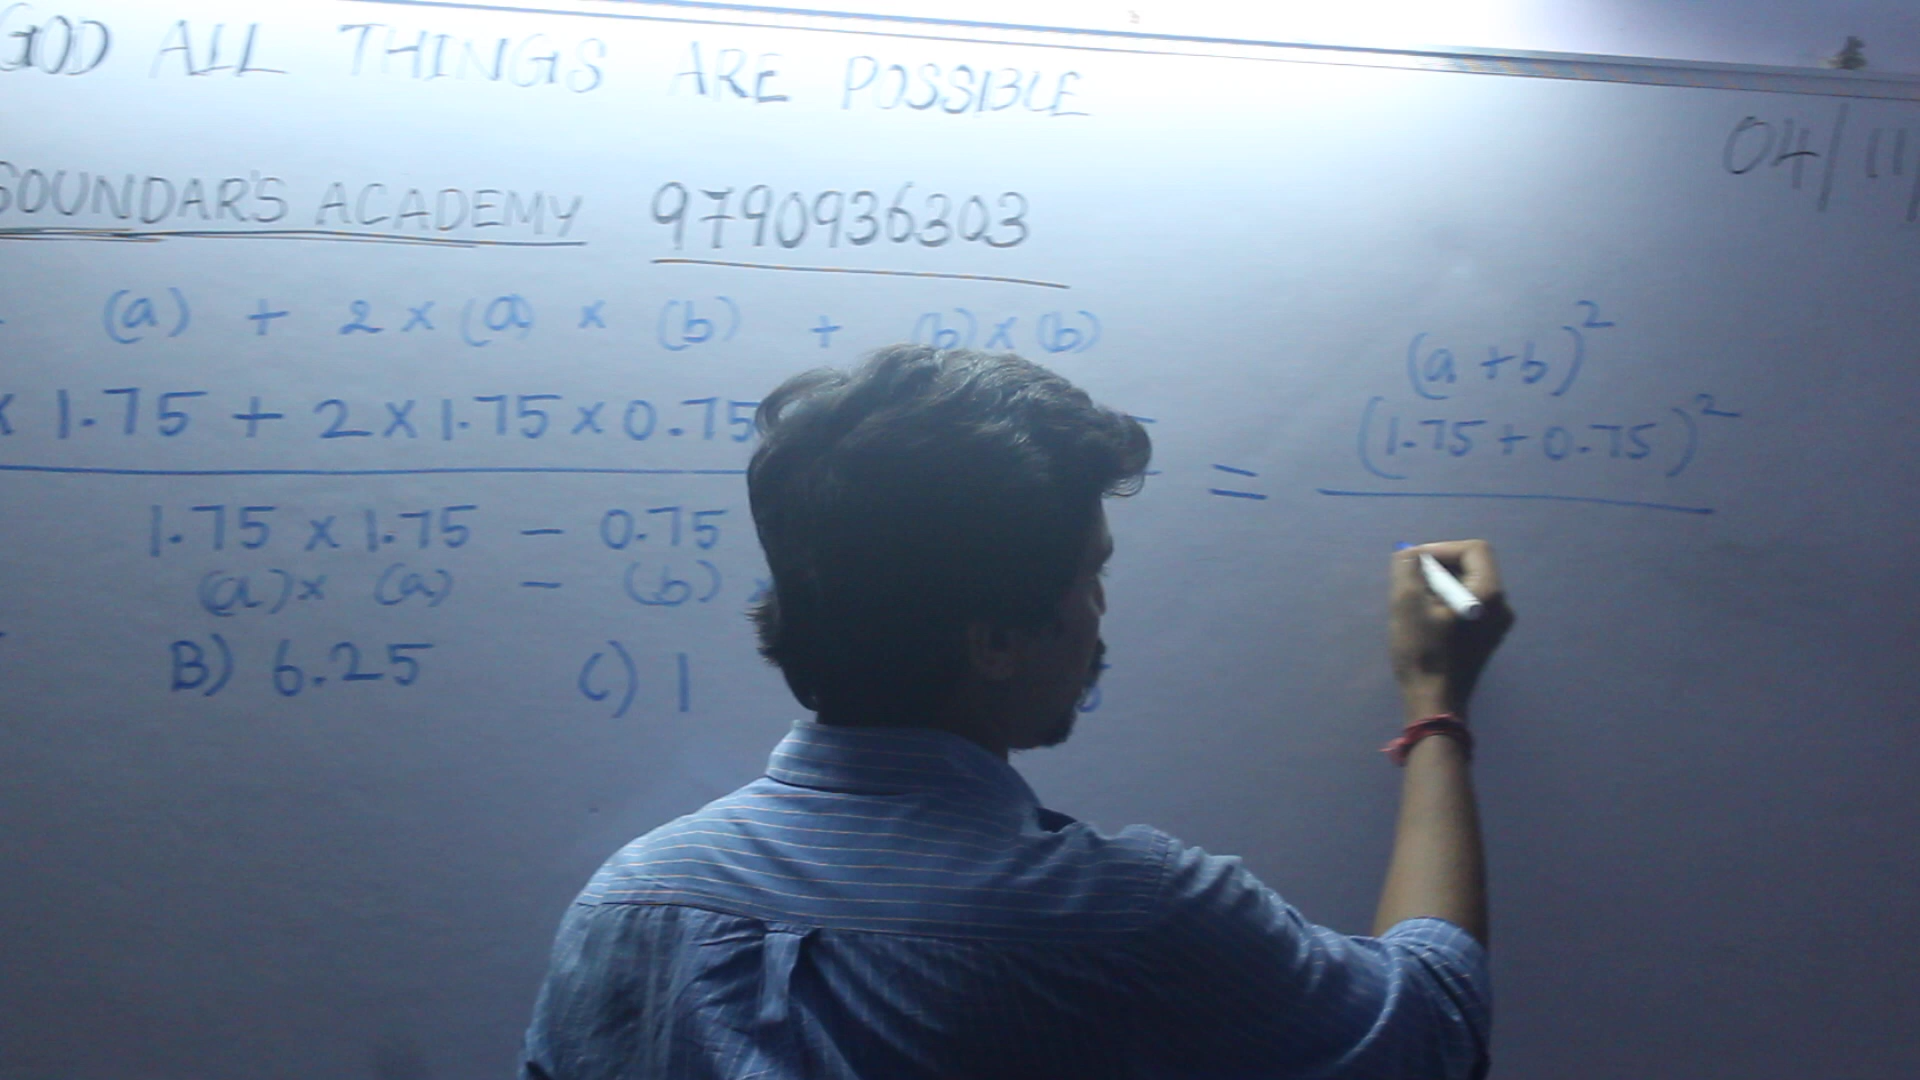 GOD ALL THINGS ARE POSSIBLE
04/11
SOUNDAR'S ACADEMY 9790936303
(a) + 2 × (a) × (b) + (b) × (b)
(a + b)²
× 1.75 + 2 × 1.75 × 0.75
= (1.75 + 0.75)²
1.75 × 1.75 − 0.75
(a) × (a) − (b) ×
B) 6.25 C) 1